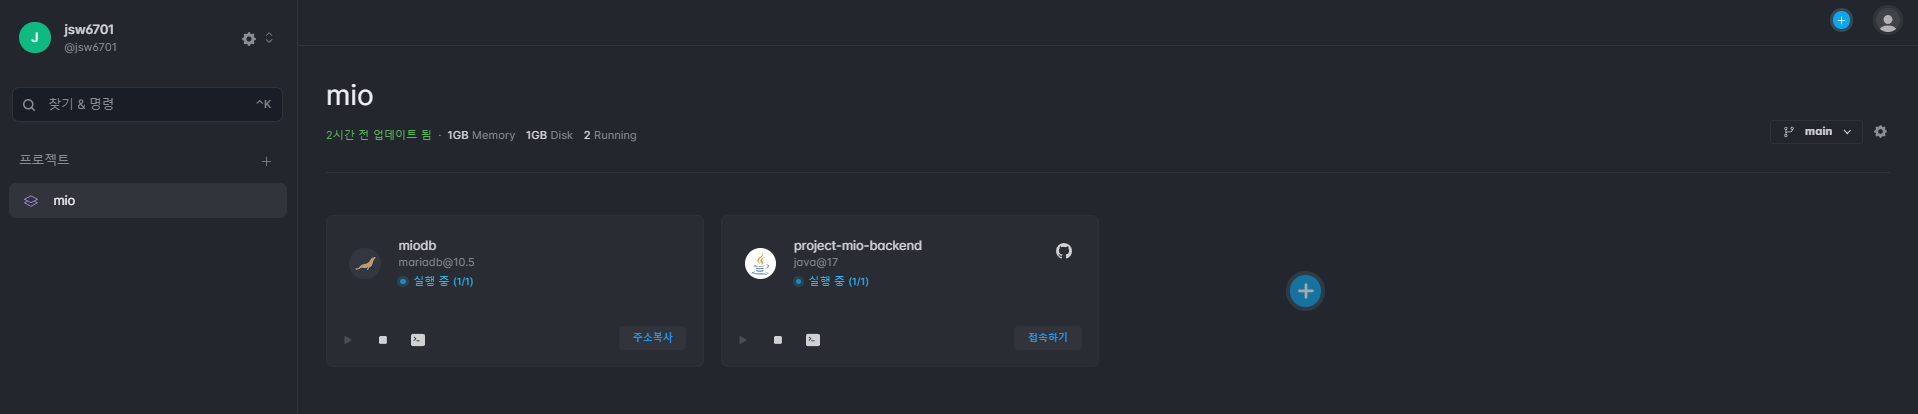 J
jsw6701
@jsw6701
찾기 & 명령 ^K
프로젝트
mio
mio
2시간 전 업데이트 됨 · 1GB Memory 1GB Disk 2 Running
main
miodb
mariadb@10.5
실행 중 (1/1)
주소복사
project-mio-backend
java@17
실행 중 (1/1)
접속하기